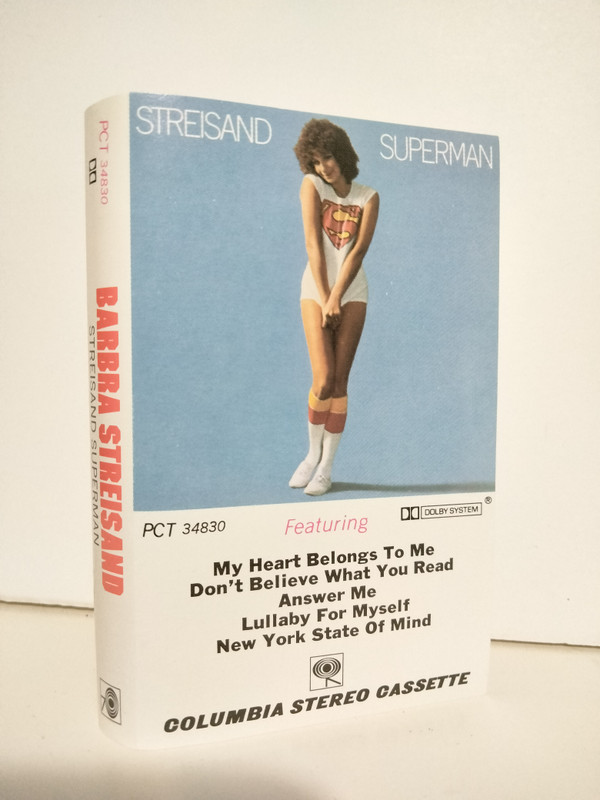 PCT 34830
BARBRA STREISAND
STREISAND SUPERMAN
STREISAND
SUPERMAN
PCT 34830
Featuring
DOLBY SYSTEM ®
My Heart Belongs To Me
Don't Believe What You Read
Answer Me
Lullaby For Myself
New York State Of Mind
COLUMBIA STEREO CASSETTE